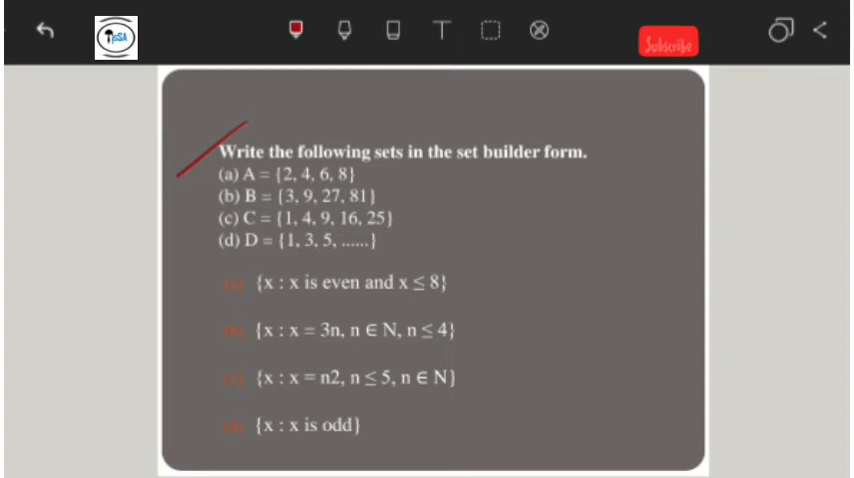 TPSA
Subscribe
Write the following sets in the set builder form.
(a) A = {2, 4, 6, 8}
(b) B = {3, 9, 27, 81}
(c) C = {1, 4, 9, 16, 25}
(d) D = {1, 3, 5, ......}
(a) {x : x is even and x ≤ 8}
(b) {x : x = 3n, n ∈ N, n ≤ 4}
(c) {x : x = n2, n ≤ 5, n ∈ N}
(d) {x : x is odd}